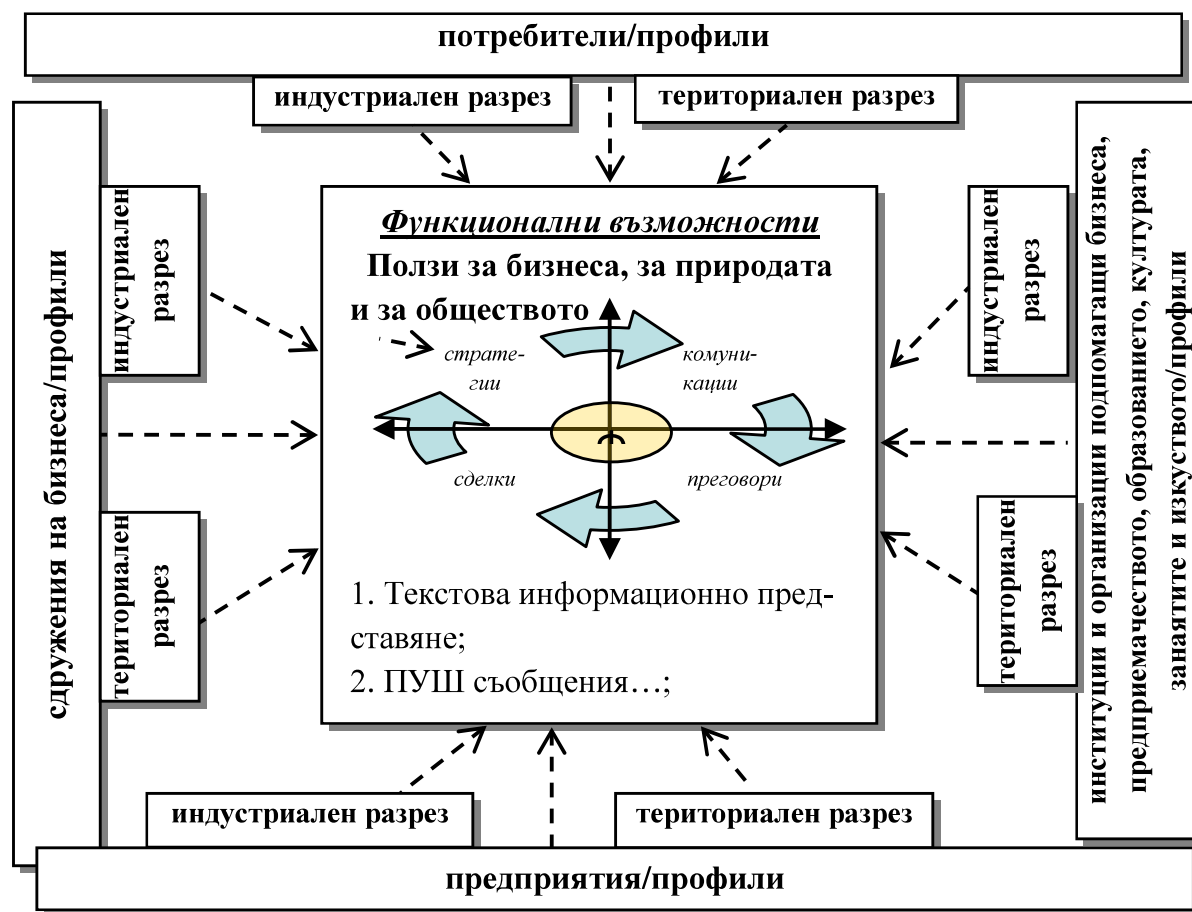 потребители/профили
индустриален разрез
териториален разрез
сдружения на бизнеса/профили
индустриален
разрез
териториален
разрез
Функционални възможности
Ползи за бизнеса, за природата
и за обществото
страте-
гии
комуни-
кации
сделки
преговори
1. Текстова информационно пред-
ставяне;
2. ПУШ съобщения...;
индустриален
разрез
териториален
разрез
институции и организации подпомагащи бизнеса,
предприемачеството, образованието, културата,
занаятите и изкуството/профили
индустриален разрез
териториален разрез
предприятия/профили